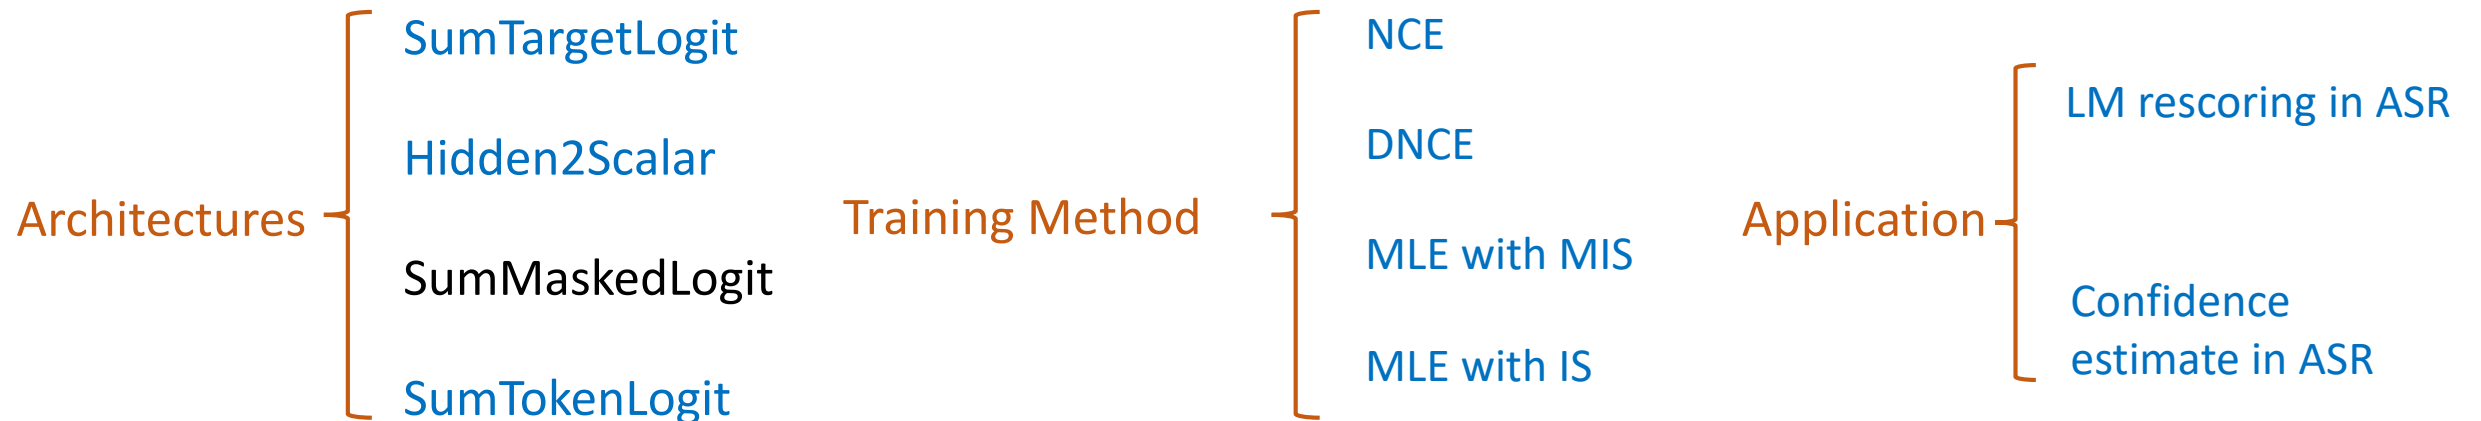 Architectures
SumTargetLogit
Hidden2Scalar
SumMaskedLogit
SumTokenLogit
Training Method
NCE
DNCE
MLE with MIS
MLE with IS
Application
LM rescoring in ASR
Confidence
estimate in ASR